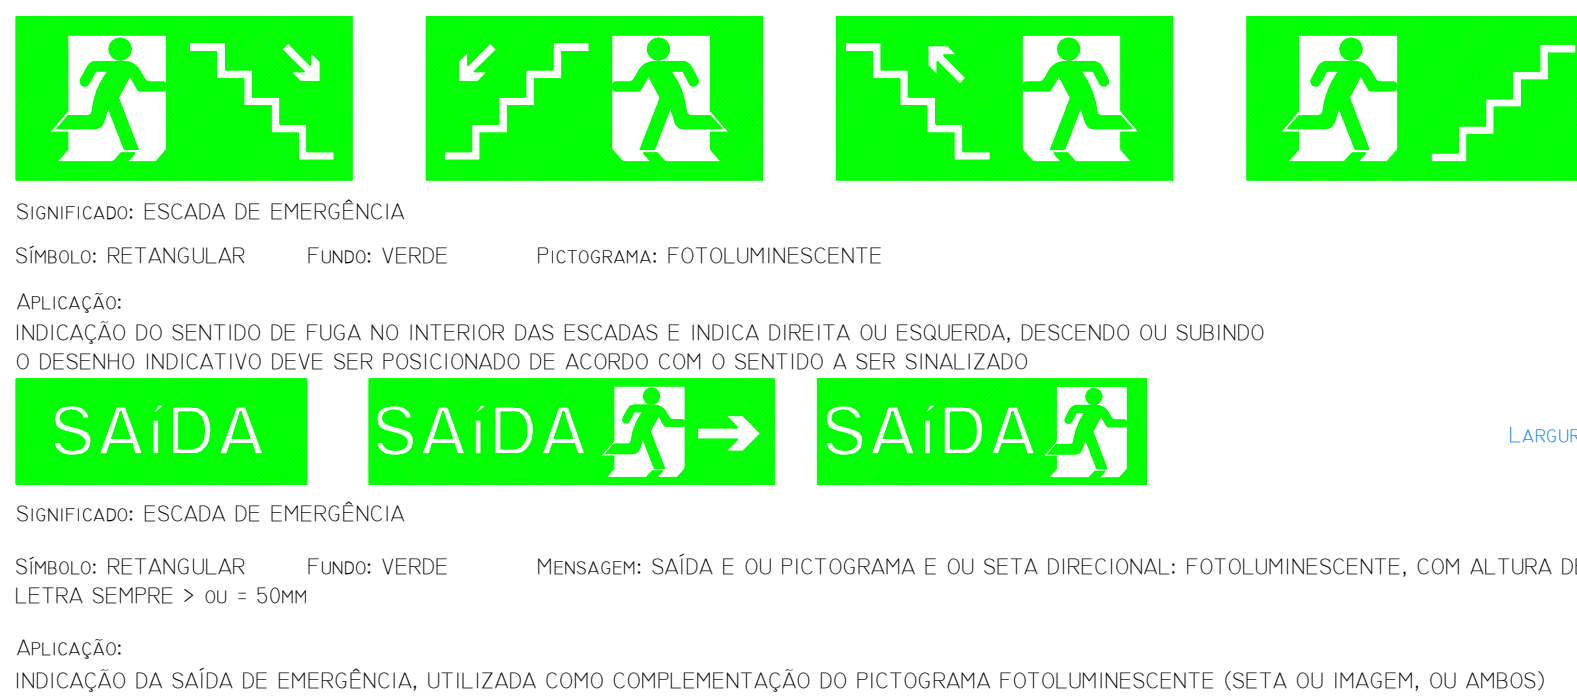 Significado: ESCADA DE EMERGÊNCIA
Símbolo: RETANGULAR Fundo: VERDE Pictograma: FOTOLUMINESCENTE
Aplicação:
INDICAÇÃO DO SENTIDO DE FUGA NO INTERIOR DAS ESCADAS E INDICA DIREITA OU ESQUERDA, DESCENDO OU SUBINDO
O DESENHO INDICATIVO DEVE SER POSICIONADO DE ACORDO COM O SENTIDO A SER SINALIZADO
SAíDA SAíDA SAíDA
Significado: ESCADA DE EMERGÊNCIA
Símbolo: RETANGULAR Fundo: VERDE Mensagem: SAÍDA E OU PICTOGRAMA E OU SETA DIRECIONAL: FOTOLUMINESCENTE, COM ALTURA DE
LETRA SEMPRE > ou = 50mm
Aplicação:
INDICAÇÃO DA SAÍDA DE EMERGÊNCIA, UTILIZADA COMO COMPLEMENTAÇÃO DO PICTOGRAMA FOTOLUMINESCENTE (SETA OU IMAGEM, OU AMBOS)